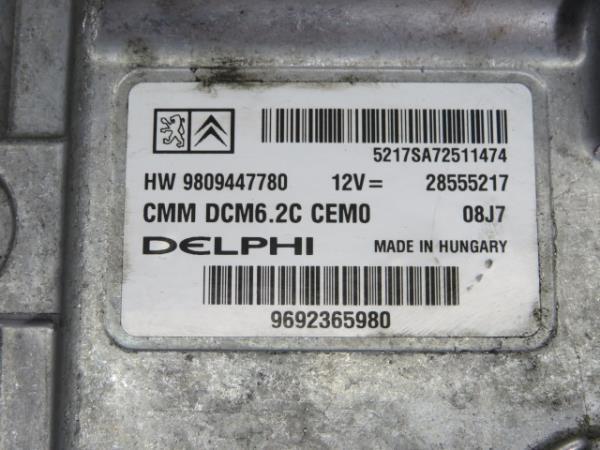 5217SA72511474
HW 9809447780 12V= 28555217
CMM DCM6.2C CEM0 08J7
DELPHI MADE IN HUNGARY
9692365980